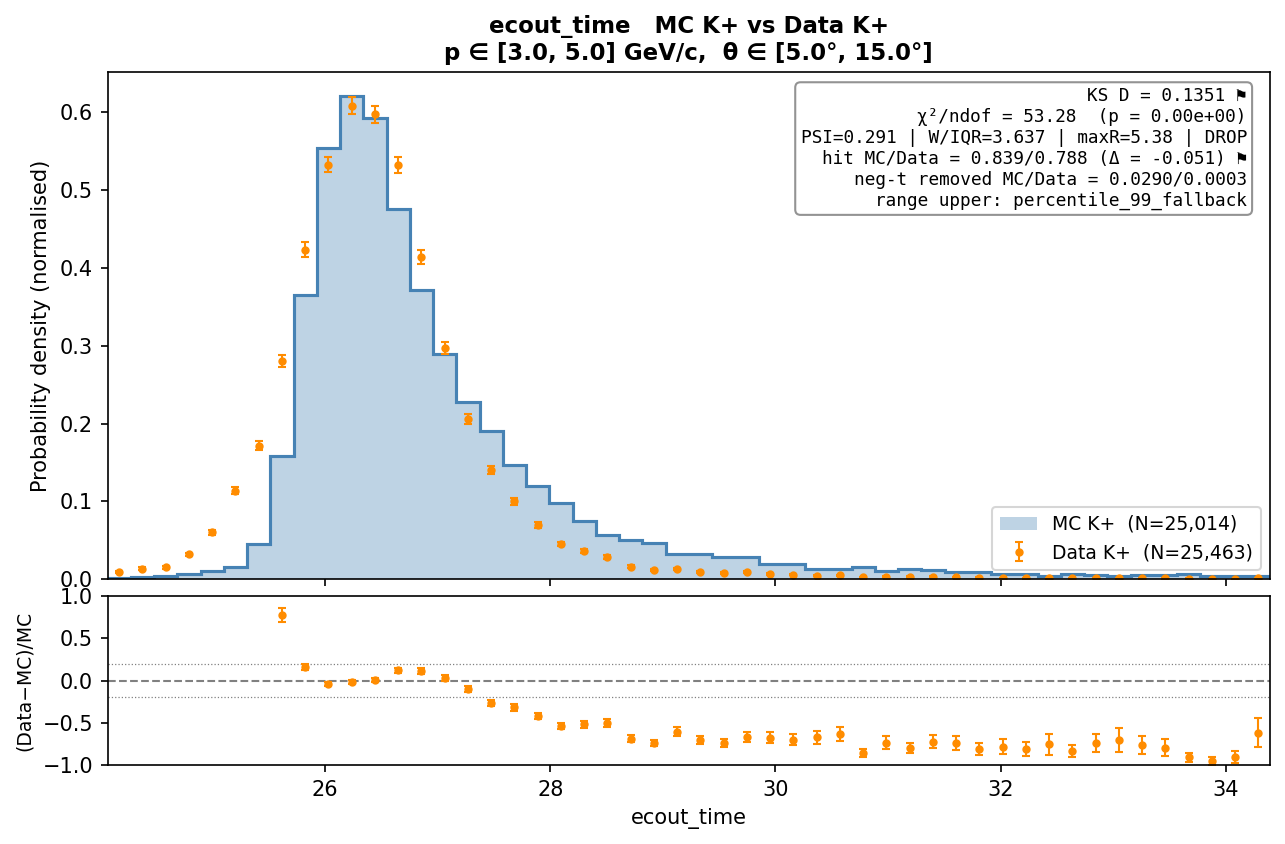 ecout_time   MC K+ vs Data K+
p ∈ [3.0, 5.0] GeV/c,  θ ∈ [5.0°, 15.0°]
KS D = 0.1351 ⚑
χ²/ndof = 53.28  (p = 0.00e+00)
PSI=0.291 | W/IQR=3.637 | maxR=5.38 | DROP
hit MC/Data = 0.839/0.788 (Δ = -0.051) ⚑
neg-t removed MC/Data = 0.0290/0.0003
range upper: percentile_99_fallback
Probability density (normalised)
0.6
0.5
0.4
0.3
0.2
0.1
0.0
MC K+  (N=25,014)
Data K+  (N=25,463)
(Data−MC)/MC
1.0
0.5
0.0
−0.5
−1.0
26
28
30
32
34
ecout_time